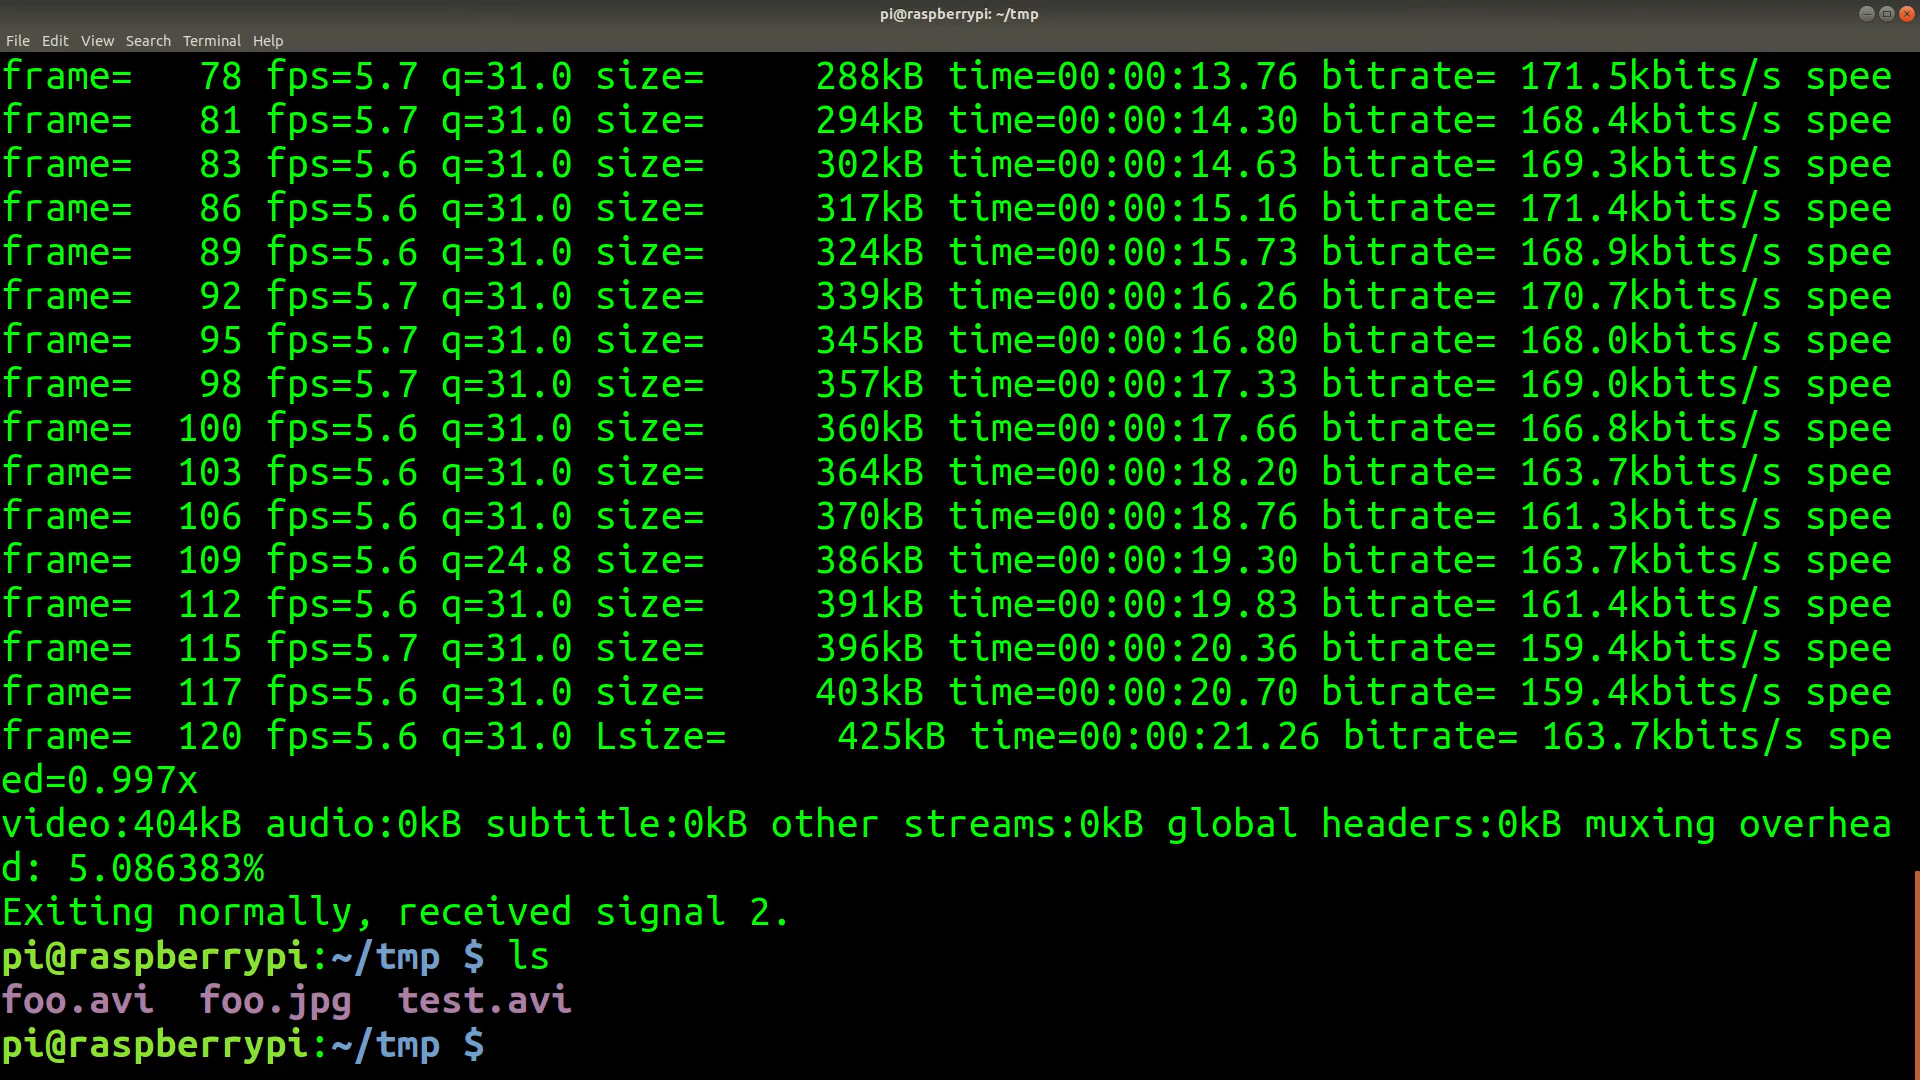 pi@raspberrypi: ~/tmp
File Edit View Search Terminal Help
frame=   78 fps=5.7 q=31.0 size=     288kB time=00:00:13.76 bitrate= 171.5kbits/s spee
frame=   81 fps=5.7 q=31.0 size=     294kB time=00:00:14.30 bitrate= 168.4kbits/s spee
frame=   83 fps=5.6 q=31.0 size=     302kB time=00:00:14.63 bitrate= 169.3kbits/s spee
frame=   86 fps=5.6 q=31.0 size=     317kB time=00:00:15.16 bitrate= 171.4kbits/s spee
frame=   89 fps=5.6 q=31.0 size=     324kB time=00:00:15.73 bitrate= 168.9kbits/s spee
frame=   92 fps=5.7 q=31.0 size=     339kB time=00:00:16.26 bitrate= 170.7kbits/s spee
frame=   95 fps=5.7 q=31.0 size=     345kB time=00:00:16.80 bitrate= 168.0kbits/s spee
frame=   98 fps=5.7 q=31.0 size=     357kB time=00:00:17.33 bitrate= 169.0kbits/s spee
frame=  100 fps=5.6 q=31.0 size=     360kB time=00:00:17.66 bitrate= 166.8kbits/s spee
frame=  103 fps=5.6 q=31.0 size=     364kB time=00:00:18.20 bitrate= 163.7kbits/s spee
frame=  106 fps=5.6 q=31.0 size=     370kB time=00:00:18.76 bitrate= 161.3kbits/s spee
frame=  109 fps=5.6 q=24.8 size=     386kB time=00:00:19.30 bitrate= 163.7kbits/s spee
frame=  112 fps=5.6 q=31.0 size=     391kB time=00:00:19.83 bitrate= 161.4kbits/s spee
frame=  115 fps=5.7 q=31.0 size=     396kB time=00:00:20.36 bitrate= 159.4kbits/s spee
frame=  117 fps=5.6 q=31.0 size=     403kB time=00:00:20.70 bitrate= 159.4kbits/s spee
frame=  120 fps=5.6 q=31.0 Lsize=     425kB time=00:00:21.26 bitrate= 163.7kbits/s spe
ed=0.997x
video:404kB audio:0kB subtitle:0kB other streams:0kB global headers:0kB muxing overhea
d: 5.086383%
Exiting normally, received signal 2.
pi@raspberrypi:~/tmp $ ls
foo.avi  foo.jpg  test.avi
pi@raspberrypi:~/tmp $